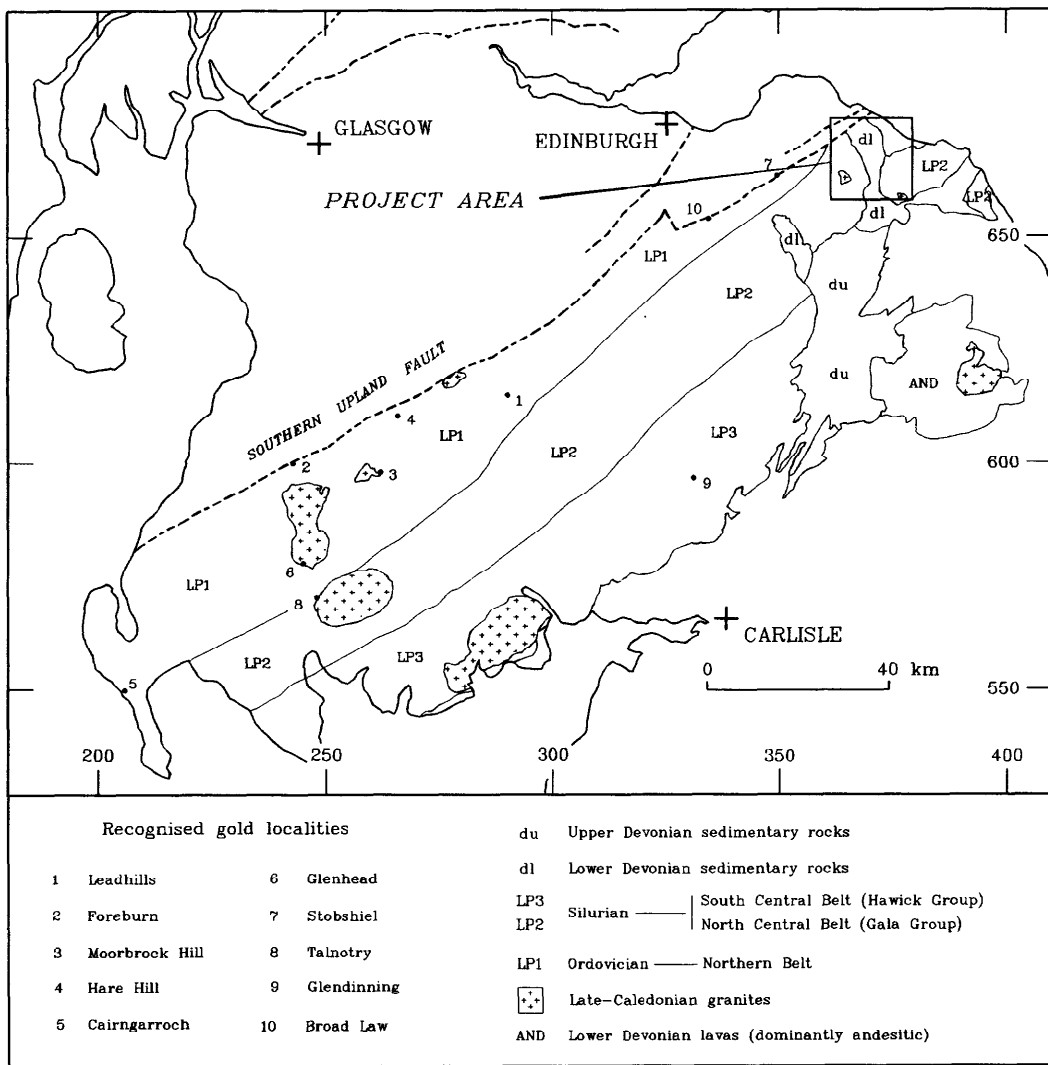 GLASGOW
EDINBURGH
PROJECT AREA
7
10
dl
LP2
LP2
dl
dl
650
LP1
LP2
du
du
AND
SOUTHERN UPLAND FAULT
1
4
LP1
LP2
LP3
2
3
9
600
6
LP1
8
CARLISLE
LP2
LP3
0 40 km
5
550
200 250 300 350 400
Recognised gold localities
1 Leadhills
2 Foreburn
3 Moorbrock Hill
4 Hare Hill
5 Cairngarroch
6 Glenhead
7 Stobshiel
8 Talnotry
9 Glendinning
10 Broad Law
du Upper Devonian sedimentary rocks
dl Lower Devonian sedimentary rocks
LP3 South Central Belt (Hawick Group)
Silurian
LP2 North Central Belt (Gala Group)
LP1 Ordovician Northern Belt
Late-Caledonian granites
AND Lower Devonian lavas (dominantly andesitic)